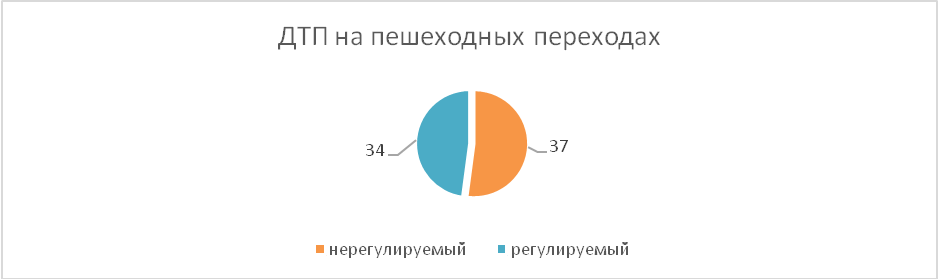 ДТП на пешеходных переходах
34
37
нерегулируемый
регулируемый